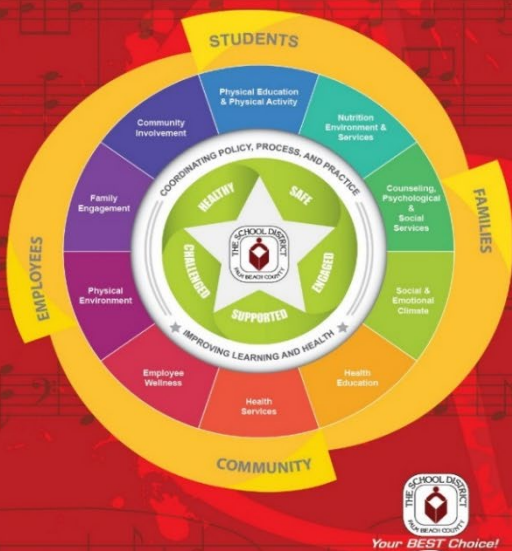 STUDENTS
Physical Education
& Physical Activity
Nutrition
Environment &
Services
Counseling,
Psychological
&
Social
Services
Social &
Emotional
Climate
Health
Education
Health
Services
Employee
Wellness
Physical
Environment
Family
Engagement
Community
Involvement
FAMILIES
COMMUNITY
EMPLOYEES
COORDINATING POLICY, PROCESS, AND PRACTICE
IMPROVING LEARNING AND HEALTH
HEALTHY
SAFE
ENGAGED
SUPPORTED
CHALLENGED
THE SCHOOL DISTRICT
PALM BEACH COUNTY
THE SCHOOL DISTRICT
PALM BEACH COUNTY
Your BEST Choice!